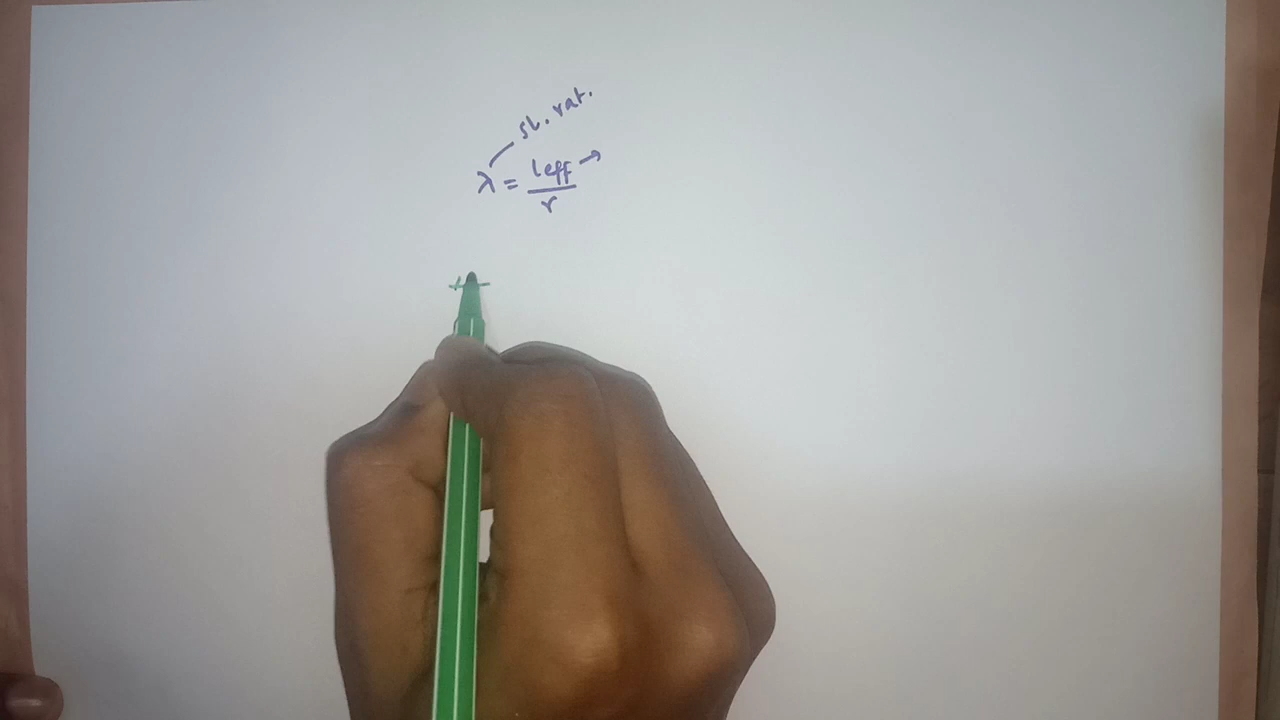 sl. rat.
λ = leff →
r